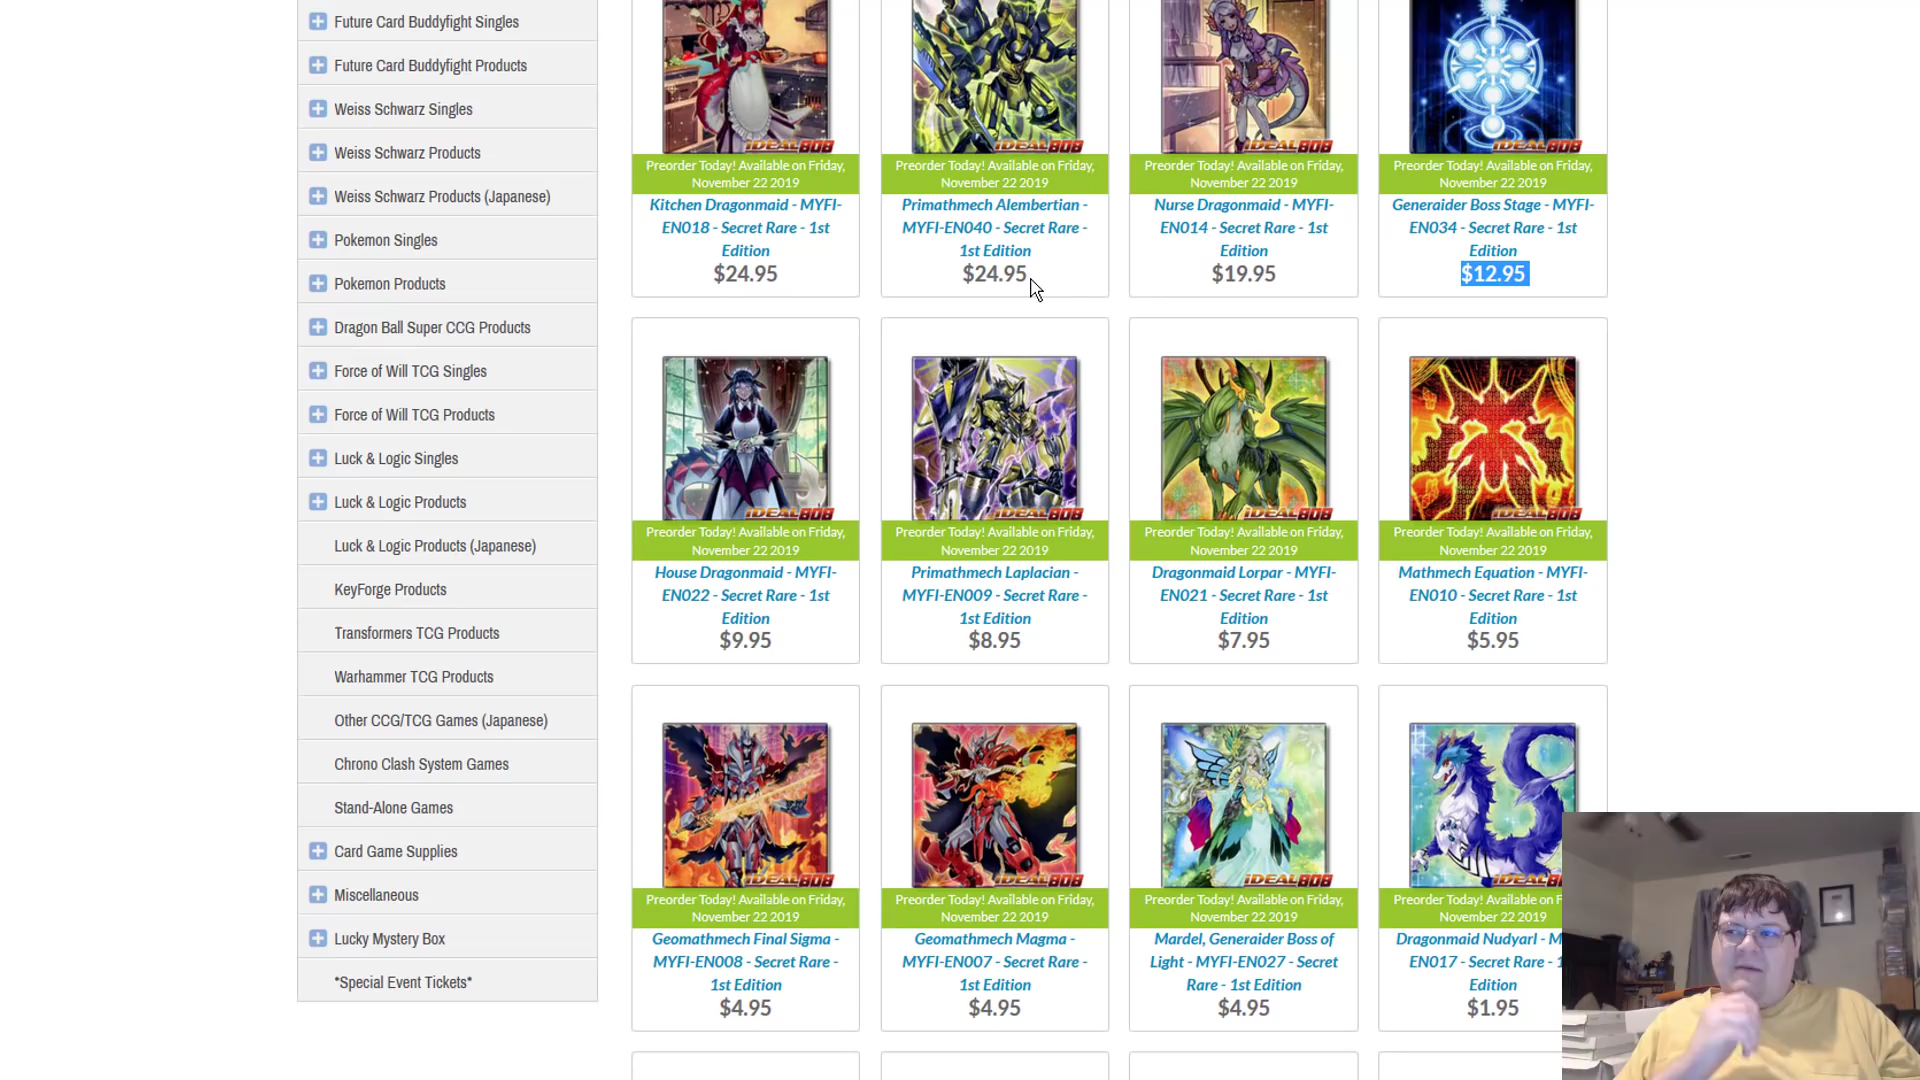 Future Card Buddyfight Singles
Future Card Buddyfight Products
Weiss Schwarz Singles
Weiss Schwarz Products
Weiss Schwarz Products (Japanese)
Pokemon Singles
Pokemon Products
Dragon Ball Super CCG Products
Force of Will TCG Singles
Force of Will TCG Products
Luck & Logic Singles
Luck & Logic Products
Luck & Logic Products (Japanese)
KeyForge Products
Transformers TCG Products
Warhammer TCG Products
Other CCG/TCG Games (Japanese)
Chrono Clash System Games
Stand-Alone Games
Card Game Supplies
Miscellaneous
Lucky Mystery Box
*Special Event Tickets*
IDEAL808
Preorder Today! Available on Friday,
November 22 2019
Kitchen Dragonmaid - MYFI-
EN018 - Secret Rare - 1st
Edition
$24.95
IDEAL808
Preorder Today! Available on Friday,
November 22 2019
Primathmech Alembertian -
MYFI-EN040 - Secret Rare -
1st Edition
$24.95
IDEAL808
Preorder Today! Available on Friday,
November 22 2019
Nurse Dragonmaid - MYFI-
EN014 - Secret Rare - 1st
Edition
$19.95
IDEAL808
Preorder Today! Available on Friday,
November 22 2019
Generaider Boss Stage - MYFI-
EN034 - Secret Rare - 1st
Edition
$12.95
IDEAL808
Preorder Today! Available on Friday,
November 22 2019
House Dragonmaid - MYFI-
EN022 - Secret Rare - 1st
Edition
$9.95
IDEAL808
Preorder Today! Available on Friday,
November 22 2019
Primathmech Laplacian -
MYFI-EN009 - Secret Rare -
1st Edition
$8.95
IDEAL808
Preorder Today! Available on Friday,
November 22 2019
Dragonmaid Lorpar - MYFI-
EN021 - Secret Rare - 1st
Edition
$7.95
IDEAL808
Preorder Today! Available on Friday,
November 22 2019
Mathmech Equation - MYFI-
EN010 - Secret Rare - 1st
Edition
$5.95
IDEAL808
Preorder Today! Available on Friday,
November 22 2019
Geomathmech Final Sigma -
MYFI-EN008 - Secret Rare -
1st Edition
$4.95
IDEAL808
Preorder Today! Available on Friday,
November 22 2019
Geomathmech Magma -
MYFI-EN007 - Secret Rare -
1st Edition
$4.95
IDEAL808
Preorder Today! Available on Friday,
November 22 2019
Mardel, Generaider Boss of
Light - MYFI-EN027 - Secret
Rare - 1st Edition
$4.95
Preorder Today! Available on F
November 22 2019
Dragonmaid Nudyarl - M
EN017 - Secret Rare - 1
Edition
$1.95